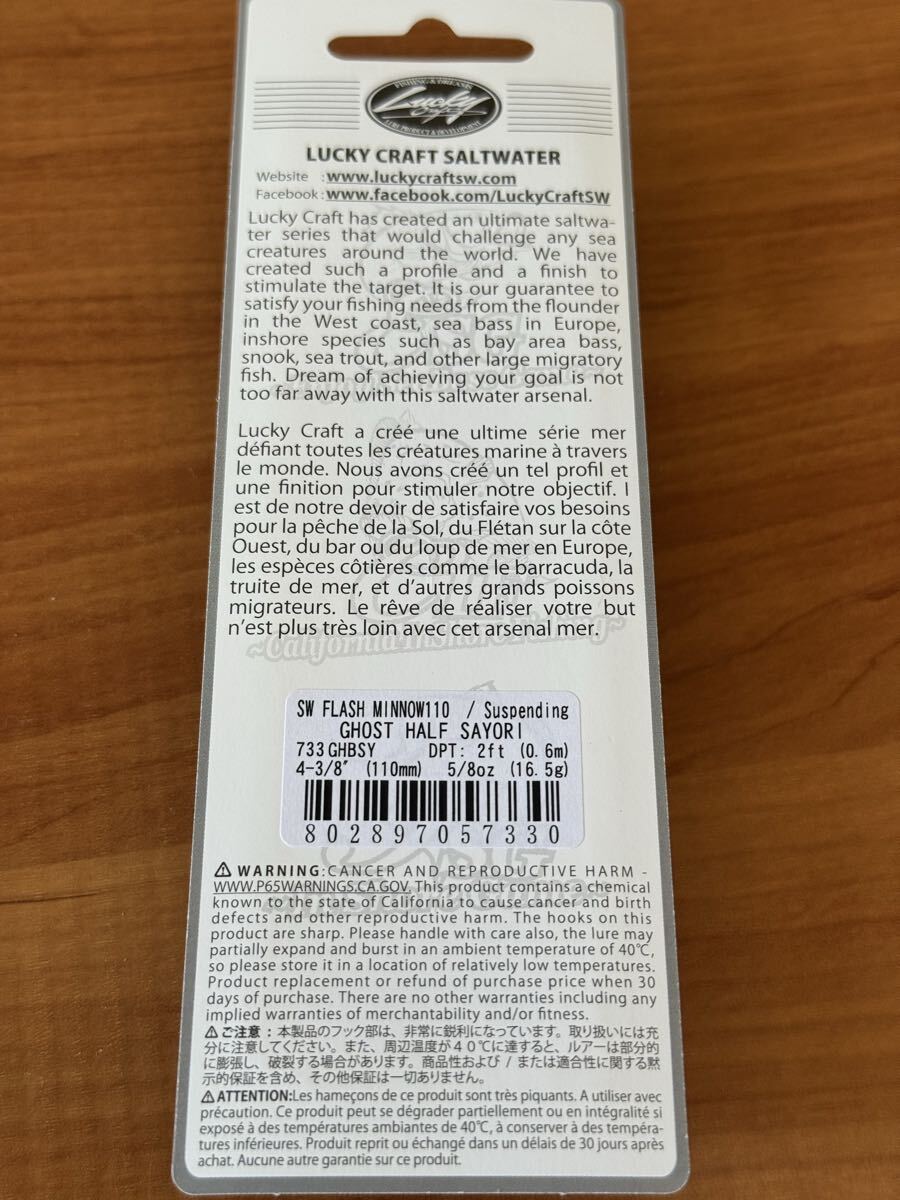 FISHING & DREAMS
Lucky Craft
LUCKY CRAFT SALTWATER
Website : www.luckycraftsw.com
Facebook : www.facebook.com/LuckyCraftSW
Lucky Craft has created an ultimate saltwa-
ter series that would challenge any sea
creatures around the world. We have
created such a profile and a finish to
stimulate the target. It is our guarantee to
satisfy your fishing needs from the flounder
in the West coast, sea bass in Europe,
inshore species such as bay area bass,
snook, sea trout, and other large migratory
fish. Dream of achieving your goal is not
too far away with this saltwater arsenal.
Lucky Craft a créé une ultime série mer
défiant toutes les créatures marine à travers
le monde. Nous avons créé un tel profil et
une finition pour stimuler notre objectif. I
est de notre devoir de satisfaire vos besoins
pour la pêche de la Sol, du Flétan sur la côte
Ouest, du bar ou du loup de mer en Europe,
les espèces côtières comme le barracuda, la
truite de mer, et d'autres grands poissons
migrateurs. Le rêve de réaliser votre but
n'est plus très loin avec cet arsenal mer.
~California Inshore Fishing~
SW FLASH MINNOW110 / Suspending
GHOST HALF SAYORI
733GHBSY DPT: 2ft (0.6m)
4-3/8" (110mm) 5/8oz (16.5g)
802897057330
⚠WARNING:CANCER AND REPRODUCTIVE HARM -
WWW.P65WARNINGS.CA.GOV. This product contains a chemical
known to the state of California to cause cancer and birth
defects and other reproductive harm. The hooks on this
product are sharp. Please handle with care also, the lure may
partially expand and burst in an ambient temperature of 40℃,
so please store it in a location of relatively low temperatures.
Product replacement or refund of purchase price when 30
days of purchase. There are no other warranties including any
implied warranties of merchantability and/or fitness.
⚠ご注意：本製品のフック部は、非常に鋭利になっています。取り扱いには充
分に注意してください。また、周辺温度が４０℃に達すると、ルアーは部分的
に膨張し、破裂する場合があります。商品性および / または適合性に関する黙
示的保証を含め、その他保証は一切ありません。
⚠ATTENTION:Les hameçons de ce produit sont très piquants. A utiliser avec
précaution. Ce produit peut se dégrader partiellement ou en intégralité si
exposé à des températures ambiantes de 40℃, à conserver à des tempéra-
tures inférieures. Produit reprit ou échangé dans un délais de 30 jours après
achat. Aucune autre garantie sur ce produit.